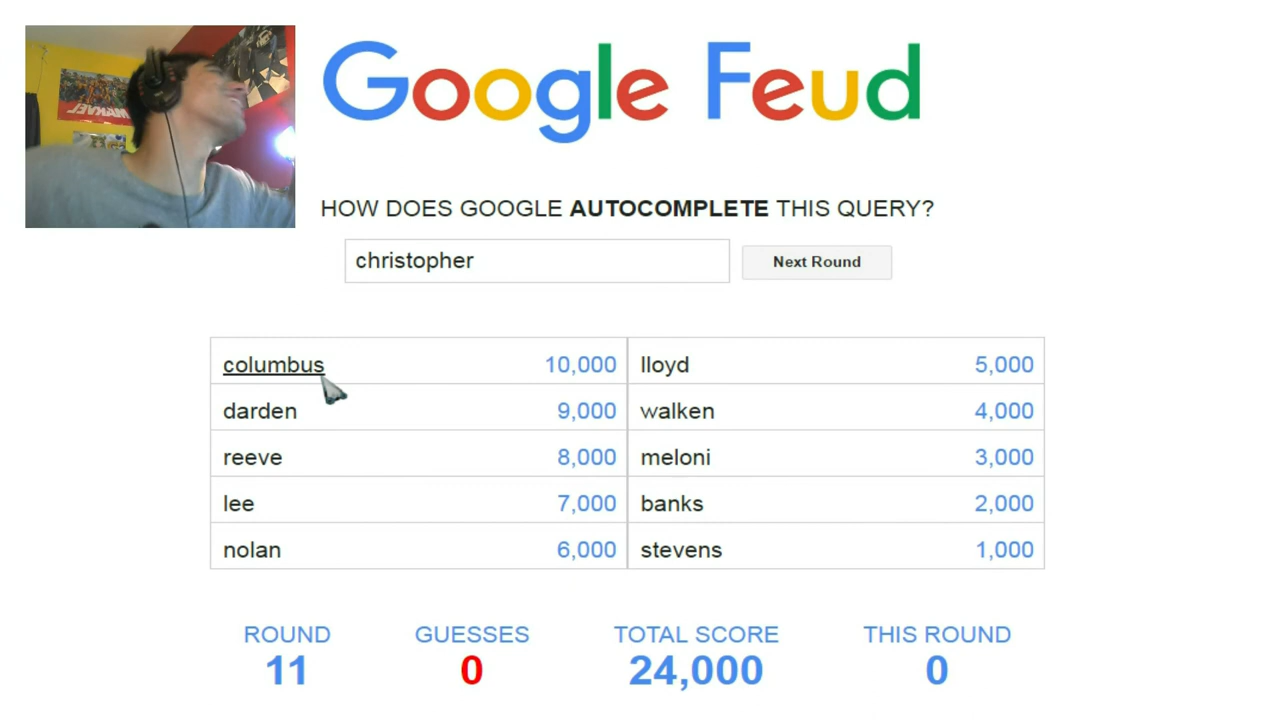 Google Feud
MARVEL
HOW DOES GOOGLE AUTOCOMPLETE THIS QUERY?
christopher
Next Round
columbus 10,000 lloyd 5,000
darden 9,000 walken 4,000
reeve 8,000 meloni 3,000
lee 7,000 banks 2,000
nolan 6,000 stevens 1,000
ROUND GUESSES TOTAL SCORE THIS ROUND
11 0 24,000 0